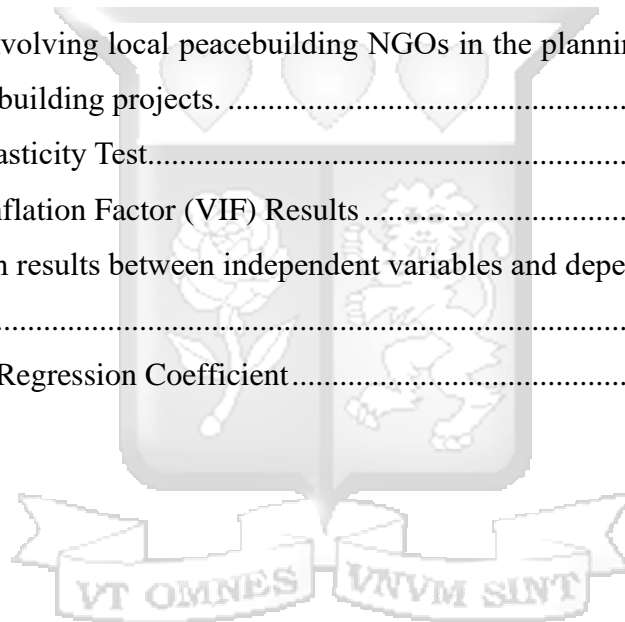 volving local peacebuilding NGOs in the plannin
building projects. ................................................................
asticity Test................................................................
nflation Factor (VIF) Results ................................................
n results between independent variables and depe
................................................................
Regression Coefficient................................................
VT OMNES VNVM SINT